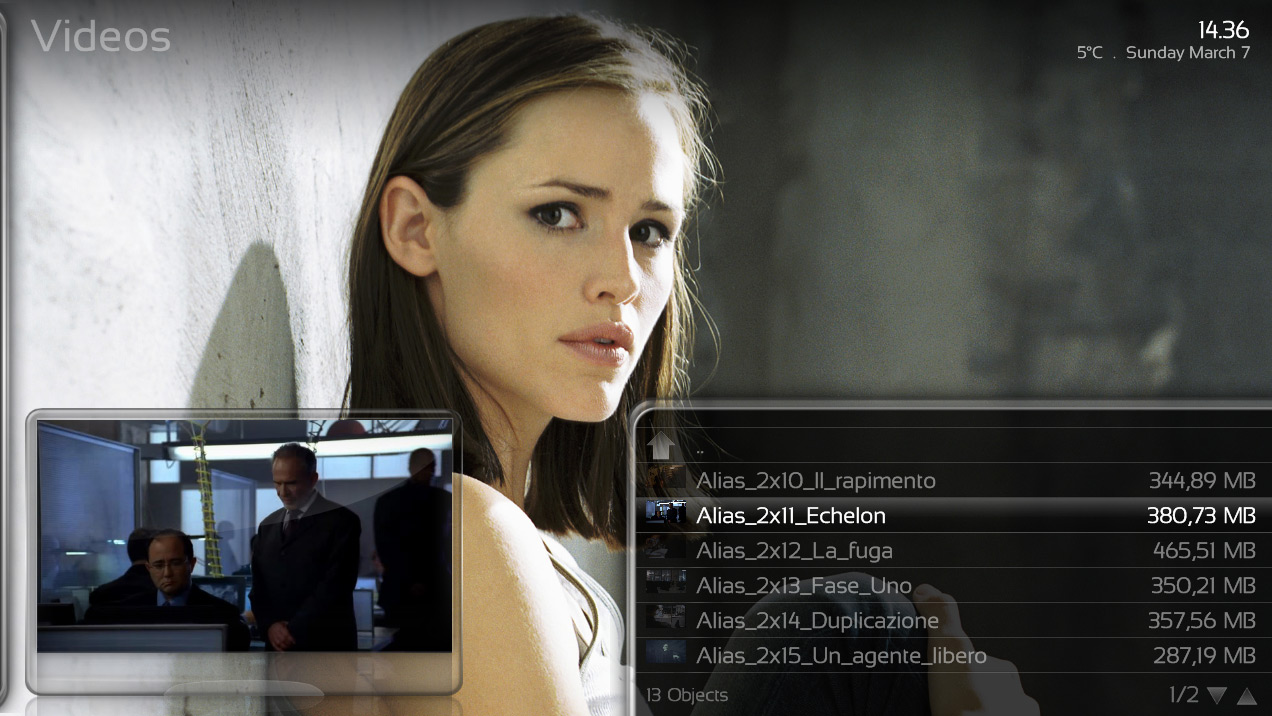 Videos
14.36
5°C . Sunday March 7
..
Alias_2x10_Il_rapimento 344,89 MB
Alias_2x11_Echelon 380,73 MB
Alias_2x12_La_fuga 465,51 MB
Alias_2x13_Fase_Uno 350,21 MB
Alias_2x14_Duplicazione 357,56 MB
Alias_2x15_Un_agente_libero 287,19 MB
13 Objects 1/2